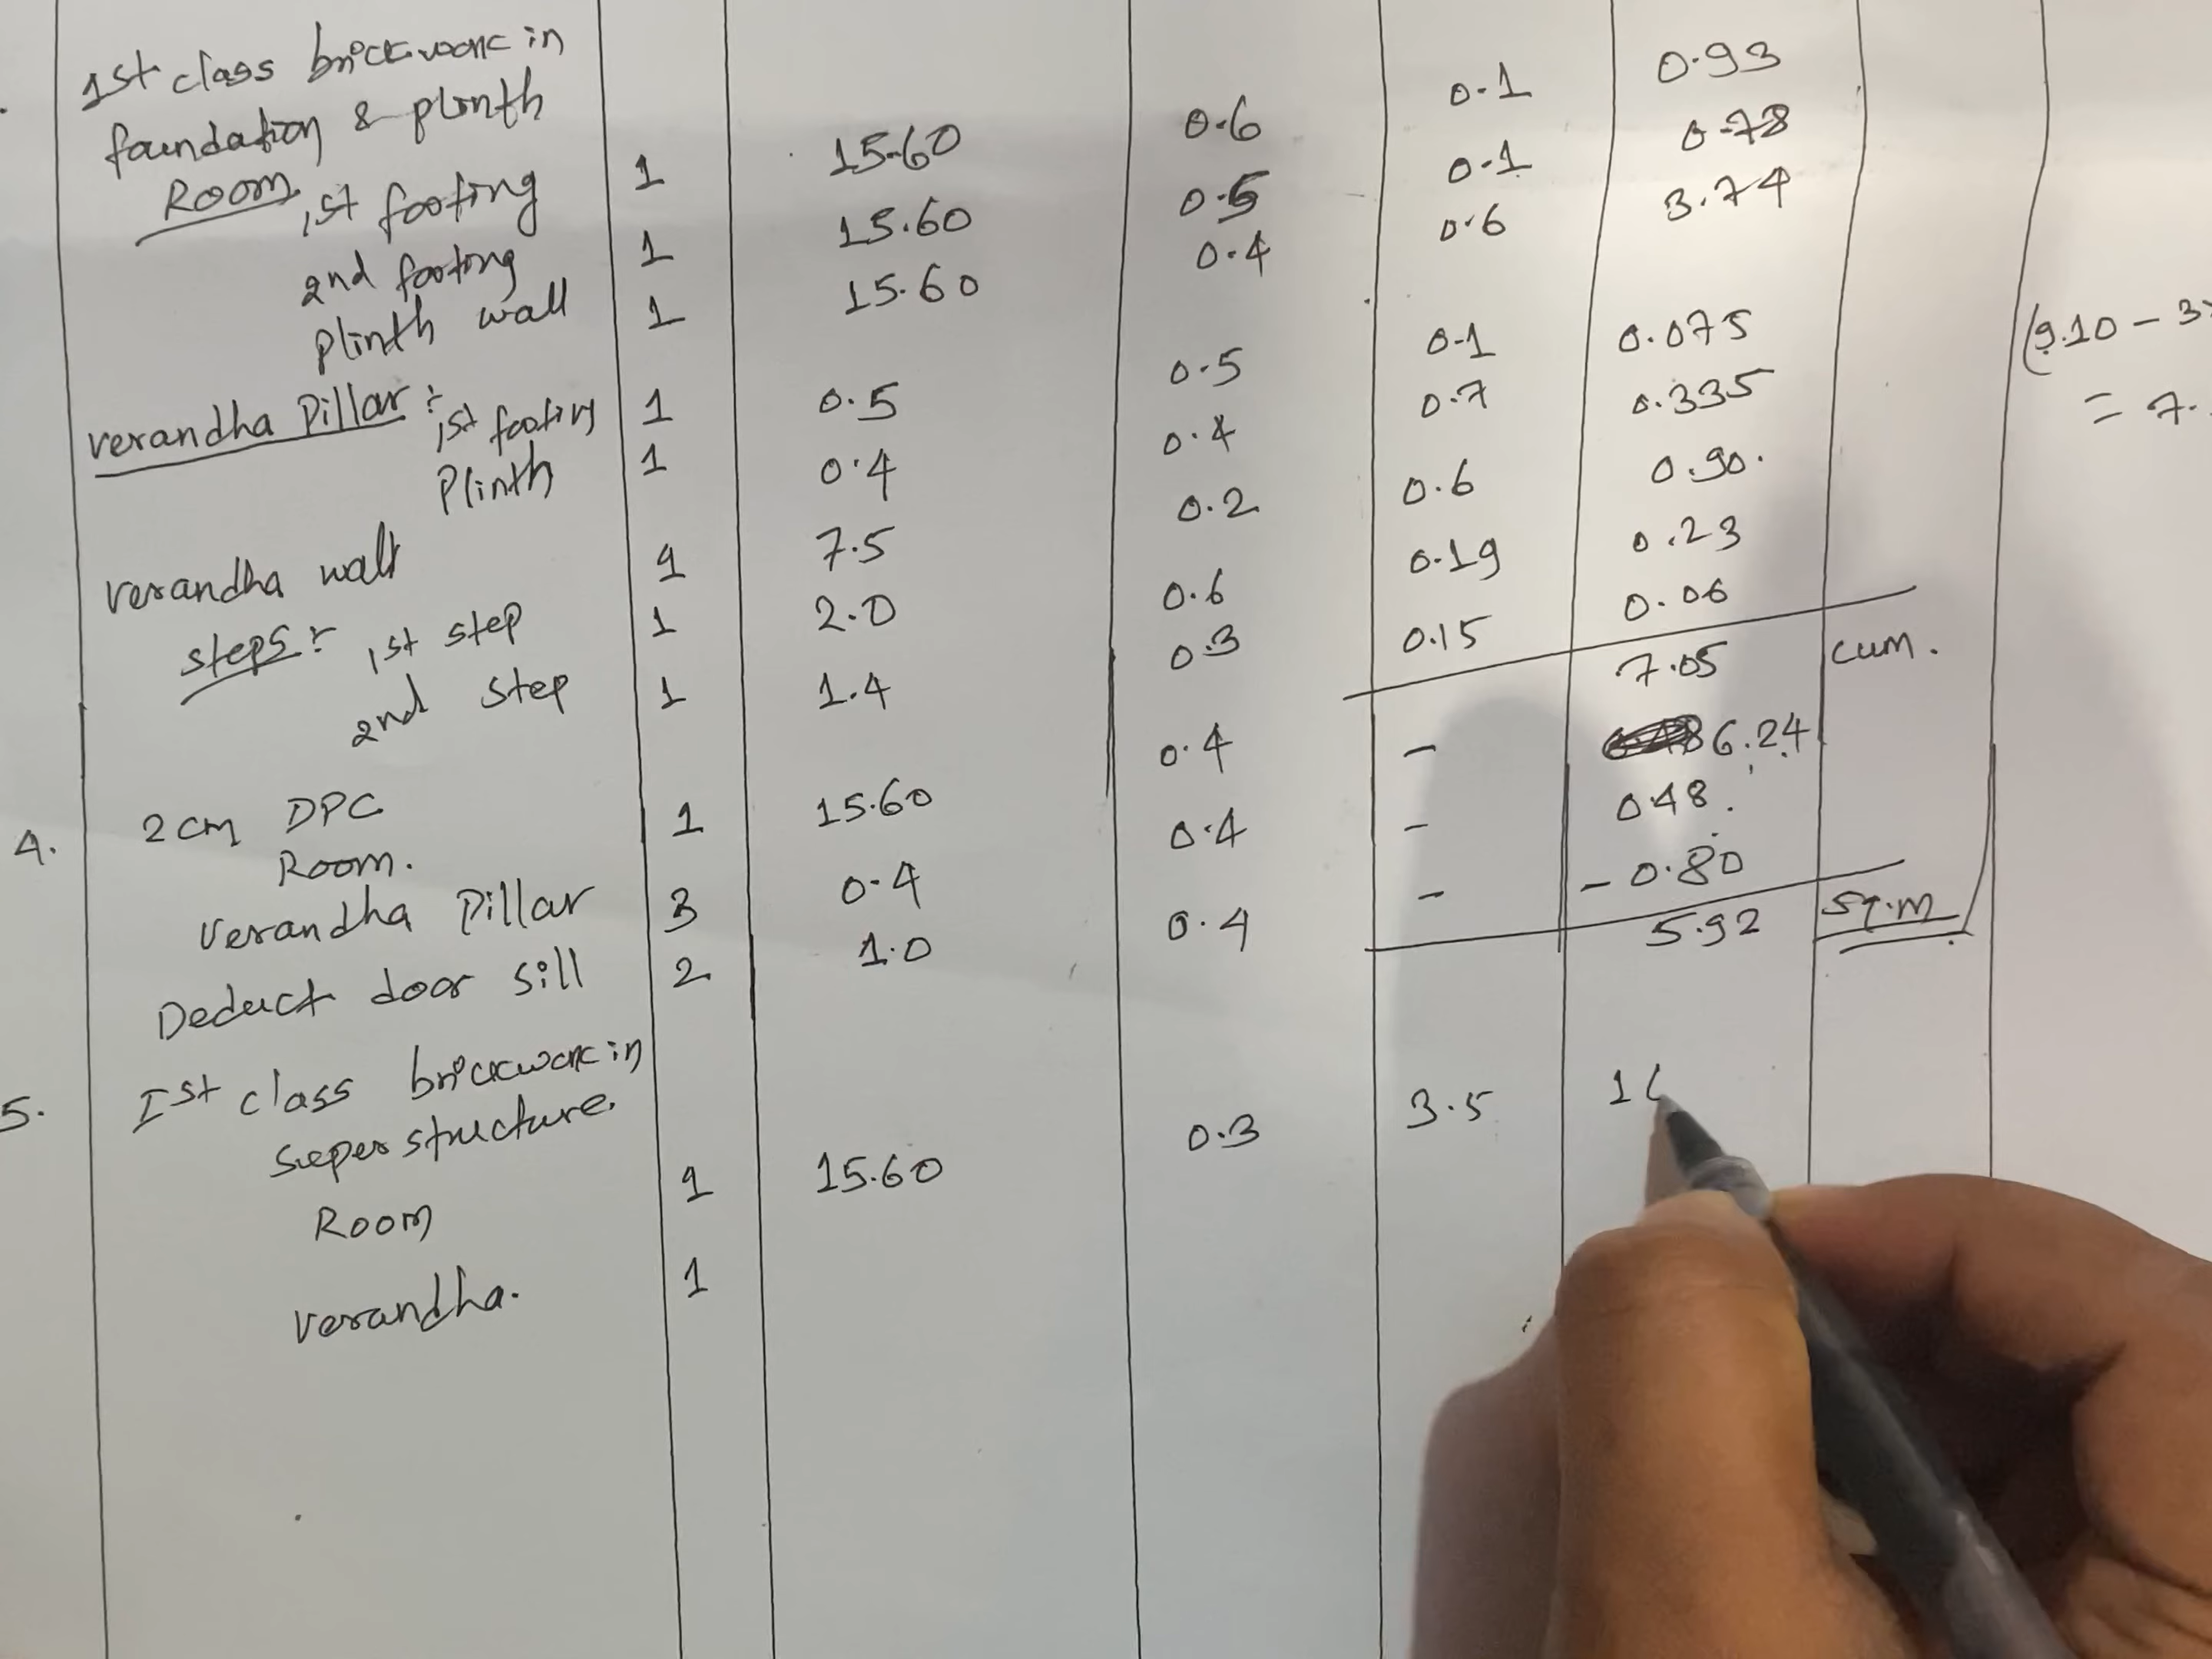 1st class brickwork in
foundation & plinth
Room 1st footing 1 15.60 0.6 0.1 0.93
2nd footing 1 15.60 0.5 0.1 0.78
plinth wall 1 15.60 0.4 0.6 3.74
verandha Pillar :- 1st footing 1 0.5 0.5 0.1 0.075
Plinth 1 0.4 0.4 0.7 0.335
(9.10 - 3
= 7.
verandha wall 1 7.5 0.2 0.6 0.90.
steps :- 1st step 1 2.0 0.6 0.19 0.23
2nd step 1 1.4 0.3 0.15 0.06
7.05 cum.
4. 2 cm DPC
Room. 1 15.60 0.4 - 6.24
verandha Pillar 3 0.4 0.4 - 0.48.
Deduct door sill 2 1.0 0.4 - - 0.80
5.92 sq.m
5. Ist class brickwork in
super structure.
Room 1 15.60 0.3 3.5 1
verandha. 1